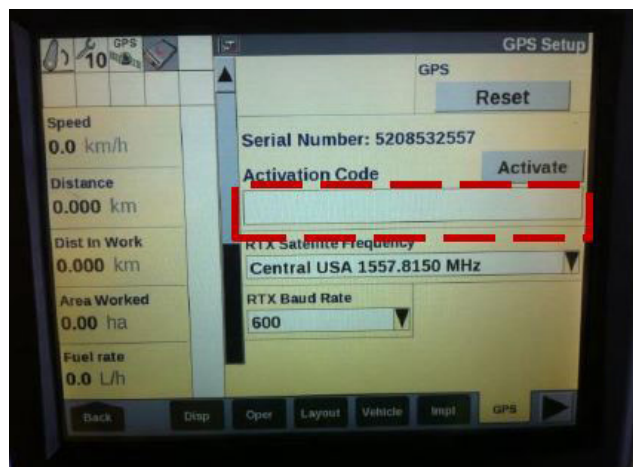 GPS
10
GPS Setup
Speed
0.0 km/h
Distance
0.000 km
Dist In Work
0.000 km
Area Worked
0.00 ha
Fuel rate
0.0 L/h
GPS
Reset
Serial Number: 5208532557
Activation Code
Activate
RTX Satellite Frequency
Central USA 1557.8150 MHz
RTX Baud Rate
600
Back
Disp
Oper
Layout
Vehicle
Impl
GPS